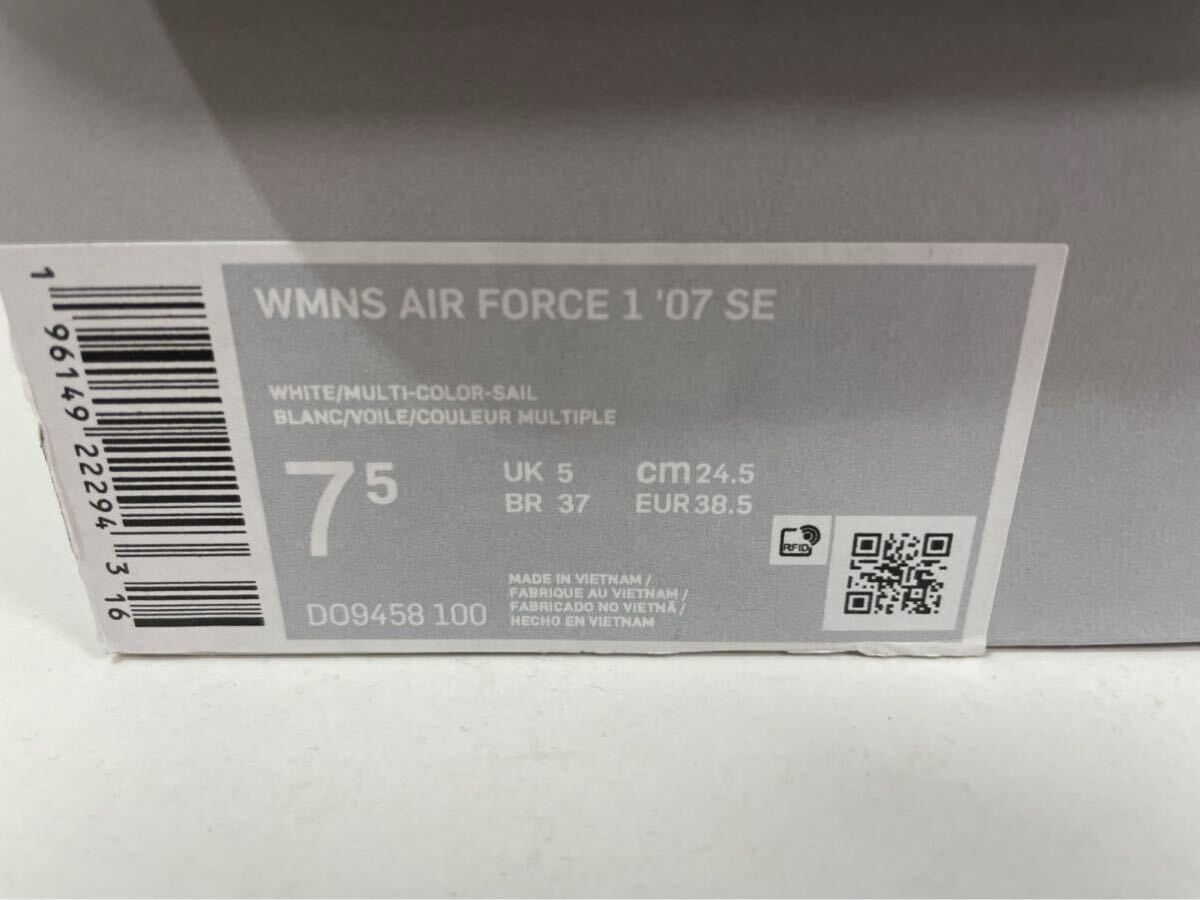 WMNS AIR FORCE 1 '07 SE
WHITE/MULTI-COLOR-SAIL
BLANC/VOILE/COULEUR MULTIPLE
7 5
UK 5
cm 24.5
BR 37
EUR 38.5
RFID
MADE IN VIETNAM /
FABRIQUE AU VIETNAM /
FABRICADO NO VIETNÃ /
HECHO EN VIETNAM
DO9458 100
1 96149 22294 3 16